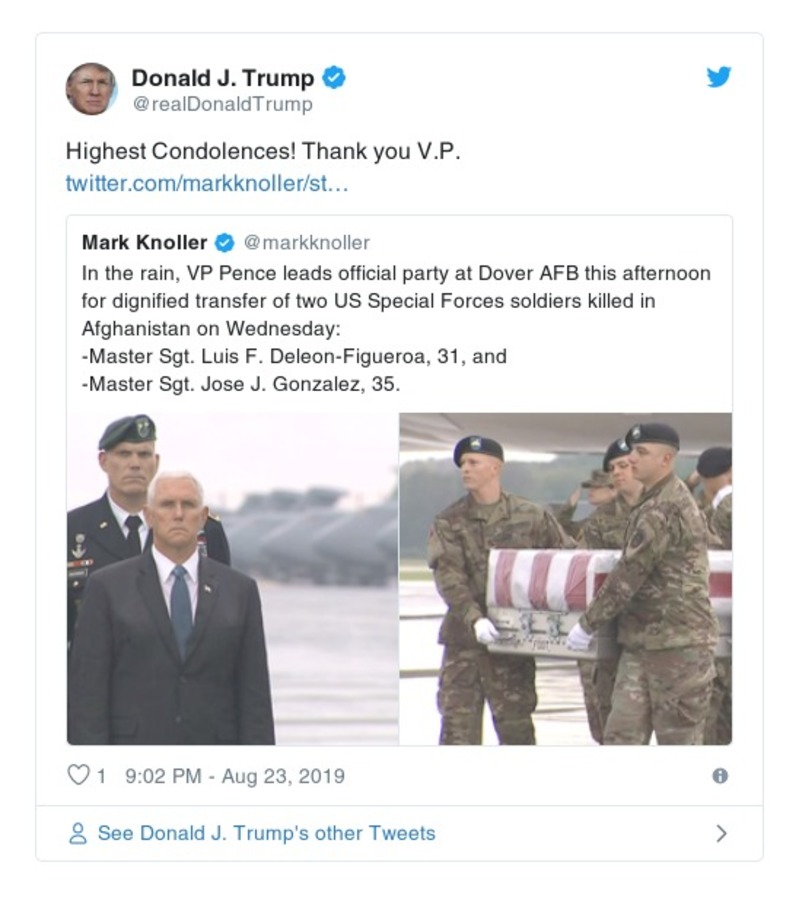 Donald J. Trump
@realDonaldTrump
Highest Condolences! Thank you V.P.
twitter.com/markknoller/st…
Mark Knoller @markknoller
In the rain, VP Pence leads official party at Dover AFB this afternoon
for dignified transfer of two US Special Forces soldiers killed in
Afghanistan on Wednesday:
-Master Sgt. Luis F. Deleon-Figueroa, 31, and
-Master Sgt. Jose J. Gonzalez, 35.
1 9:02 PM - Aug 23, 2019
See Donald J. Trump's other Tweets